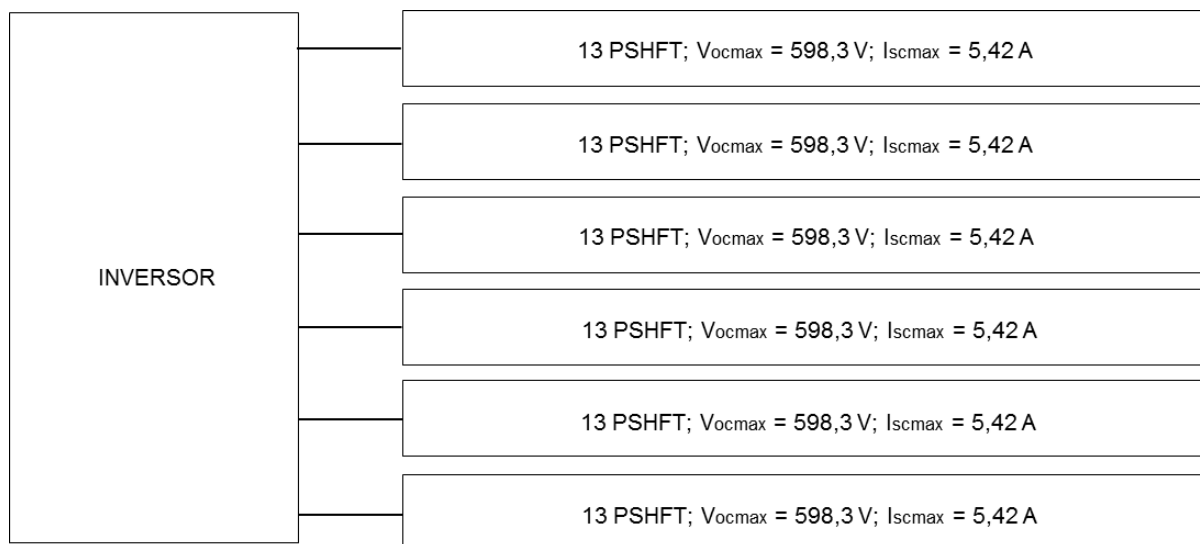 13 PSHFT; Vocmax = 598,3 V; Iscmax = 5,42 A
13 PSHFT; Vocmax = 598,3 V; Iscmax = 5,42 A
13 PSHFT; Vocmax = 598,3 V; Iscmax = 5,42 A
INVERSOR
13 PSHFT; Vocmax = 598,3 V; Iscmax = 5,42 A
13 PSHFT; Vocmax = 598,3 V; Iscmax = 5,42 A
13 PSHFT; Vocmax = 598,3 V; Iscmax = 5,42 A